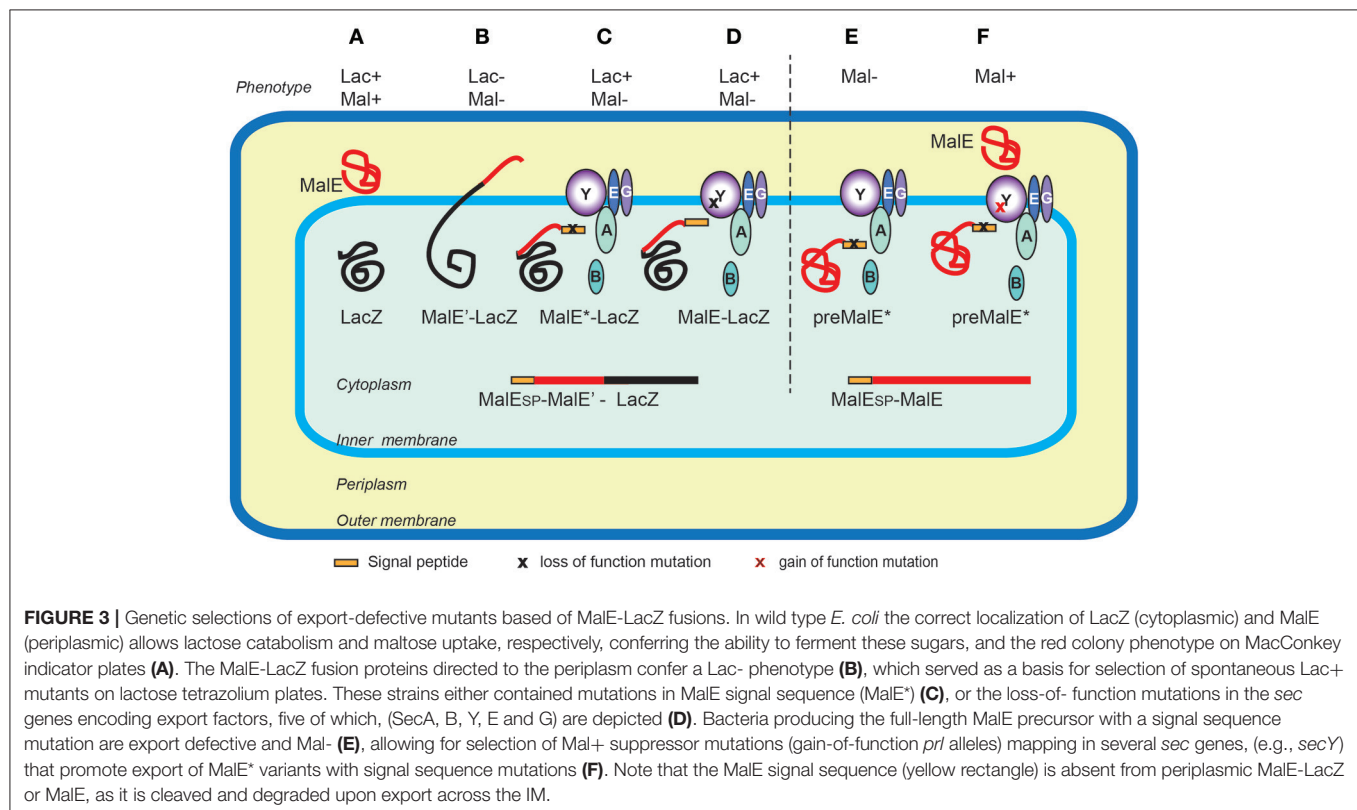 A B C D E F
Phenotype
Lac+ Lac- Lac+ Lac+ Mal- Mal+
Mal+ Mal- Mal- Mal-
MalE
MalE
Y E G Y E G Y E G Y E G
A A A A
B B B B
LacZ MalE'-LacZ MalE*-LacZ MalE-LacZ preMalE* preMalE*
Cytoplasm
MalESP-MalE' - LacZ MalESP-MalE
Inner membrane
Periplasm
Outer membrane
Signal peptide x loss of function mutation x gain of function mutation
FIGURE 3 | Genetic selections of export-defective mutants based of MalE-LacZ fusions. In wild type E. coli the correct localization of LacZ (cytoplasmic) and MalE
(periplasmic) allows lactose catabolism and maltose uptake, respectively, conferring the ability to ferment these sugars, and the red colony phenotype on MacConkey
indicator plates (A). The MalE-LacZ fusion proteins directed to the periplasm confer a Lac- phenotype (B), which served as a basis for selection of spontaneous Lac+
mutants on lactose tetrazolium plates. These strains either contained mutations in MalE signal sequence (MalE*) (C), or the loss-of- function mutations in the sec
genes encoding export factors, five of which, (SecA, B, Y, E and G) are depicted (D). Bacteria producing the full-length MalE precursor with a signal sequence
mutation are export defective and Mal- (E), allowing for selection of Mal+ suppressor mutations (gain-of-function prl alleles) mapping in several sec genes, (e.g., secY)
that promote export of MalE* variants with signal sequence mutations (F). Note that the MalE signal sequence (yellow rectangle) is absent from periplasmic MalE-LacZ
or MalE, as it is cleaved and degraded upon export across the IM.